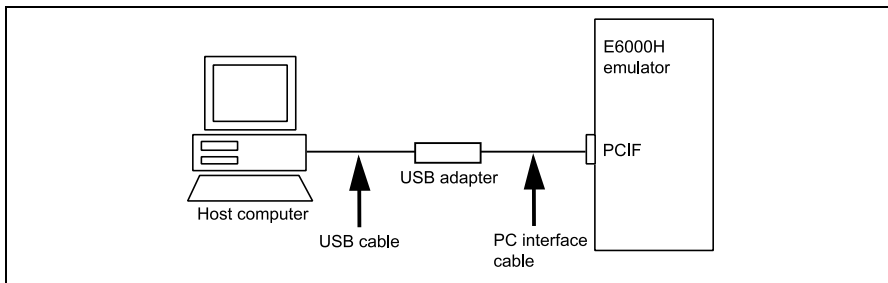 E6000H
emulator
PCIF
USB adapter
Host computer
USB cable
PC interface
cable